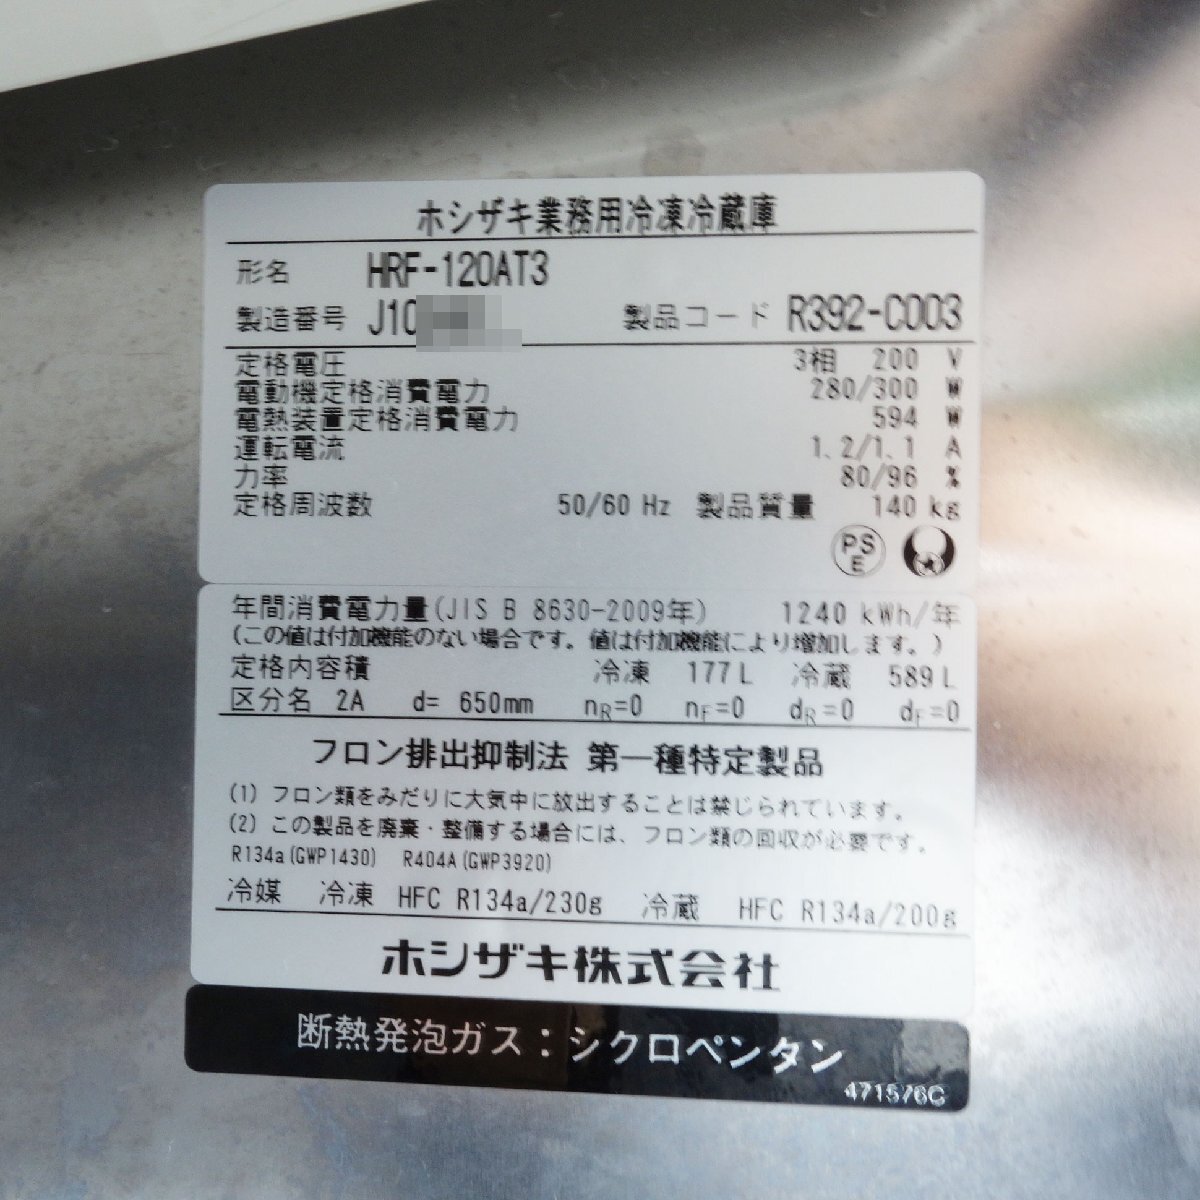 ホシザキ業務用冷凍冷蔵庫
形名 HRF-120AT3
製造番号 J10 製品コード R392-C003
定格電圧 3相 200 V
電動機定格消費電力 280/300 W
電熱装置定格消費電力 594 W
運転電流 1.2/1.1 A
力率 80/96 %
定格周波数 50/60 Hz 製品質量 140 kg
PS E
年間消費電力量(JIS B 8630-2009年) 1240 kWh/年
(この値は付加機能のない場合です。値は付加機能により増加します。)
定格内容積 冷凍 177L 冷蔵 589L
区分名 2A d= 650mm nR=0 nF=0 dR=0 dF=0
フロン排出抑制法 第一種特定製品
(1) フロン類をみだりに大気中に放出することは禁じられています。
(2) この製品を廃棄・整備する場合には、フロン類の回収が必要です。
R134a(GWP1430) R404A(GWP3920)
冷媒 冷凍 HFC R134a/230g 冷蔵 HFC R134a/200g
ホシザキ株式会社
断熱発泡ガス：シクロペンタン
471576C